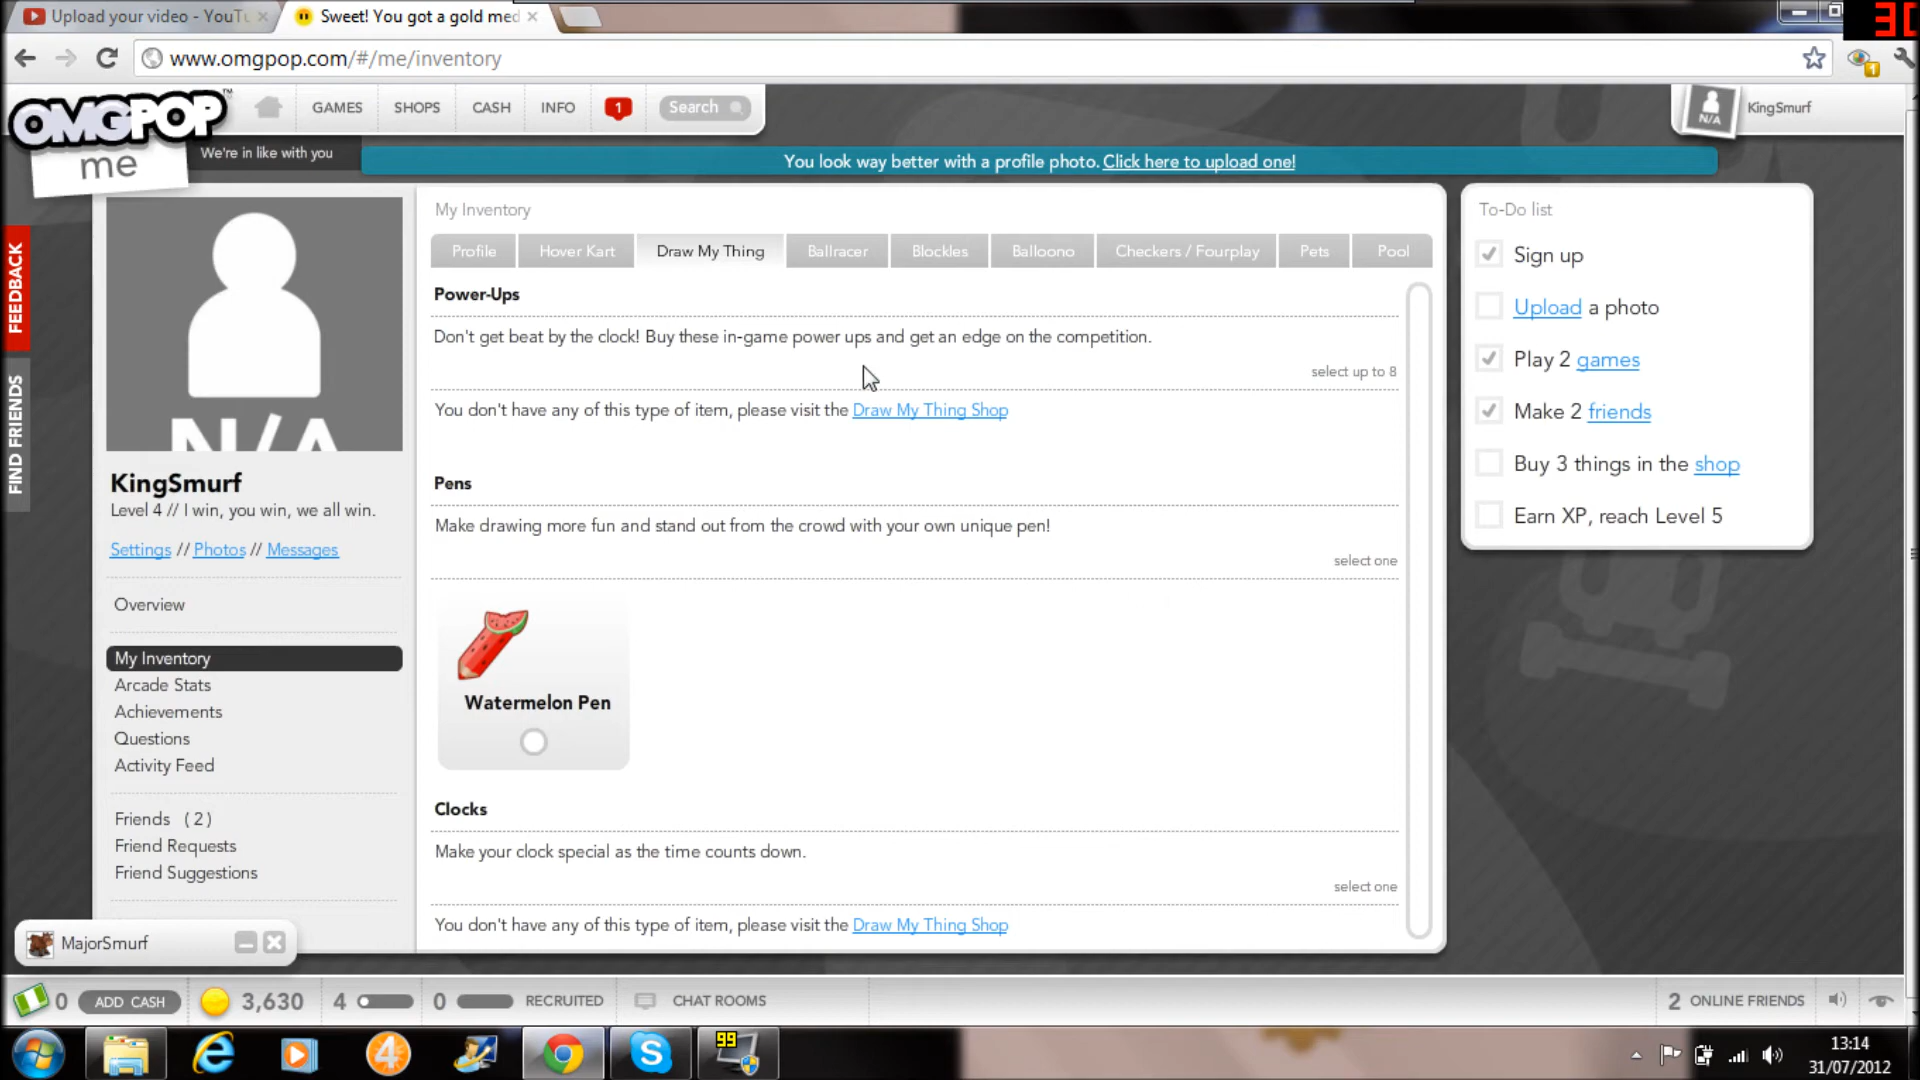 Upload your video - YouTu
Sweet! You got a gold med
30
www.omgpop.com/#/me/inventory
1
OMGPOP™
me
GAMES
SHOPS
CASH
INFO
1
Search
N/A
KingSmurf
We're in like with you
You look way better with a profile photo. Click here to upload one!
FEEDBACK
FIND FRIENDS
N/A
KingSmurf
Level 4 // I win, you win, we all win.
Settings // Photos // Messages
Overview
My Inventory
Arcade Stats
Achievements
Questions
Activity Feed
Friends ( 2 )
Friend Requests
Friend Suggestions
My Inventory
Profile
Hover Kart
Draw My Thing
Ballracer
Blockles
Balloono
Checkers / Fourplay
Pets
Pool
Power-Ups
Don't get beat by the clock! Buy these in-game power ups and get an edge on the competition.
select up to 8
You don't have any of this type of item, please visit the Draw My Thing Shop
Pens
Make drawing more fun and stand out from the crowd with your own unique pen!
select one
Watermelon Pen
Clocks
Make your clock special as the time counts down.
select one
You don't have any of this type of item, please visit the Draw My Thing Shop
To-Do list
Sign up
Upload a photo
Play 2 games
Make 2 friends
Buy 3 things in the shop
Earn XP, reach Level 5
MajorSmurf
0
ADD CASH
3,630
4
0
RECRUITED
CHAT ROOMS
2 ONLINE FRIENDS
4
S
99
13:14
31/07/2012